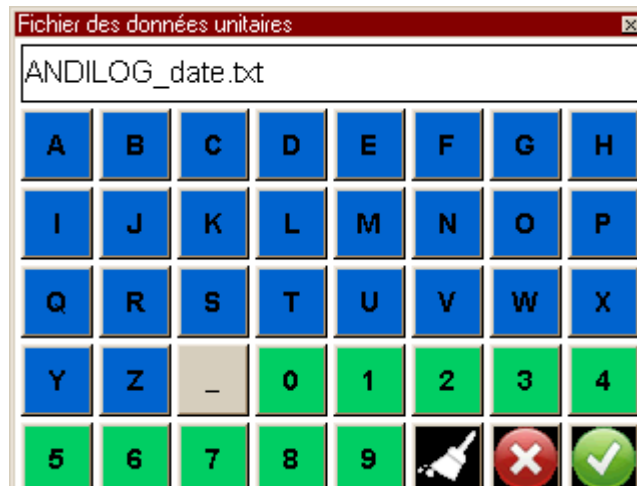 Fichier des données unitaires
ANDILOG_date.txt
A B C D E F G H
I J K L M N O P
Q R S T U V W X
Y Z _ 0 1 2 3 4
5 6 7 8 9